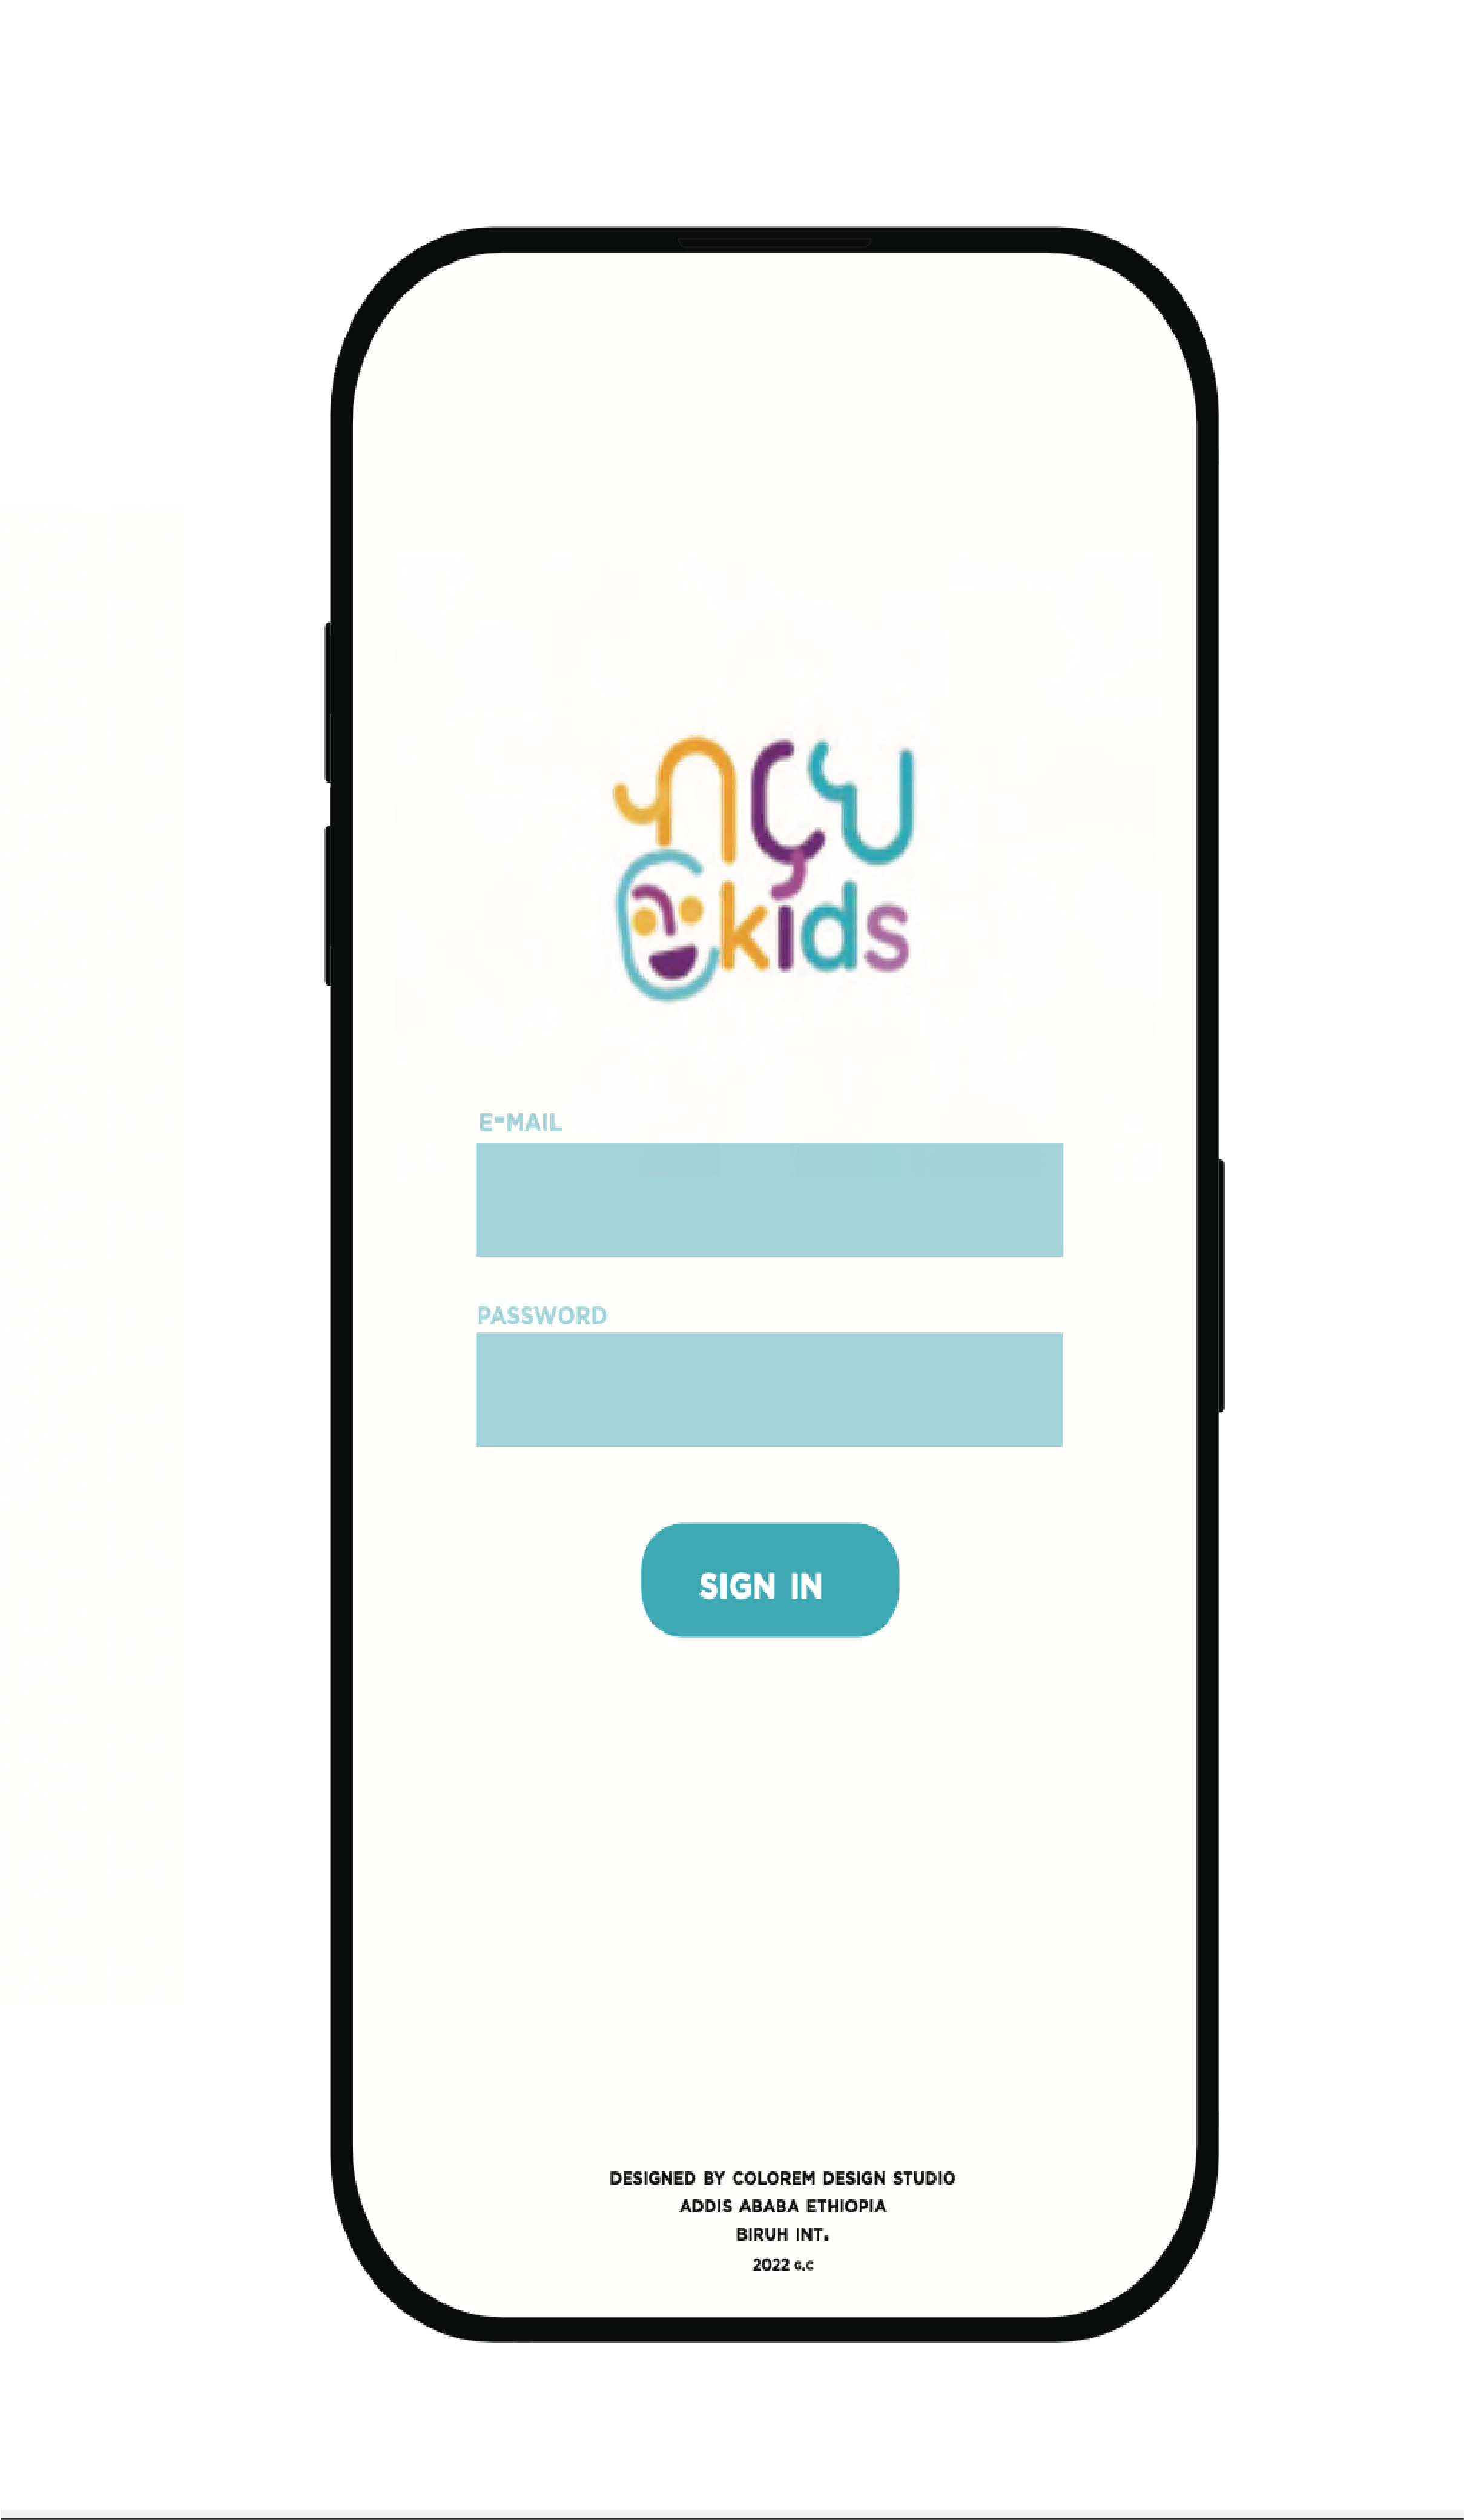 ብሩህ
kids
E-MAIL
PASSWORD
SIGN IN
DESIGNED BY COLOREM DESIGN STUDIO
ADDIS ABABA ETHIOPIA
BIRUH INT.
2022 G.C